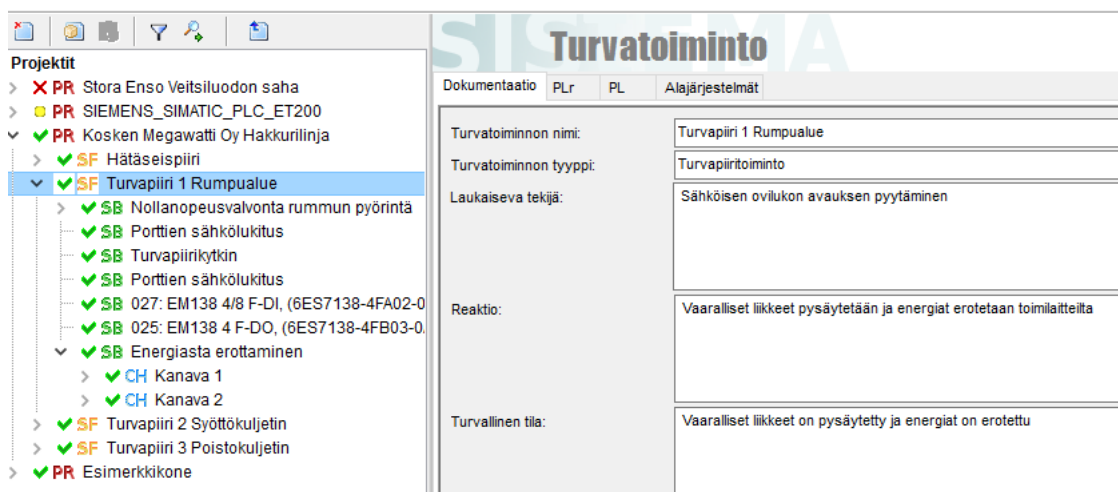 SISTEMA
Turvatoiminto
Projektit
PR Stora Enso Veitsiluodon saha
PR SIEMENS_SIMATIC_PLC_ET200
PR Kosken Megawatti Oy Hakkurilinja
SF Hätäseispiiri
SF Turvapiiri 1 Rumpualue
SB Nollanopeusvalvonta rummun pyörintä
SB Porttien sähkölukitus
SB Turvapiirikytkin
SB Porttien sähkölukitus
SB 027: EM138 4/8 F-DI, (6ES7138-4FA02-0
SB 025: EM138 4 F-DO, (6ES7138-4FB03-0
SB Energiasta erottaminen
CH Kanava 1
CH Kanava 2
SF Turvapiiri 2 Syöttökuljetin
SF Turvapiiri 3 Poistokuljetin
PR Esimerkkikone
Dokumentaatio PLr PL Alajärjestelmät
Turvatoiminnon nimi: Turvapiiri 1 Rumpualue
Turvatoiminnon tyyppi: Turvapiiritoiminto
Laukaiseva tekijä: Sähköisen ovilukon avauksen pyytäminen
Reaktio: Vaaralliset liikkeet pysäytetään ja energiat erotetaan toimilaitteilta
Turvallinen tila: Vaaralliset liikkeet on pysäytetty ja energiat on erotettu